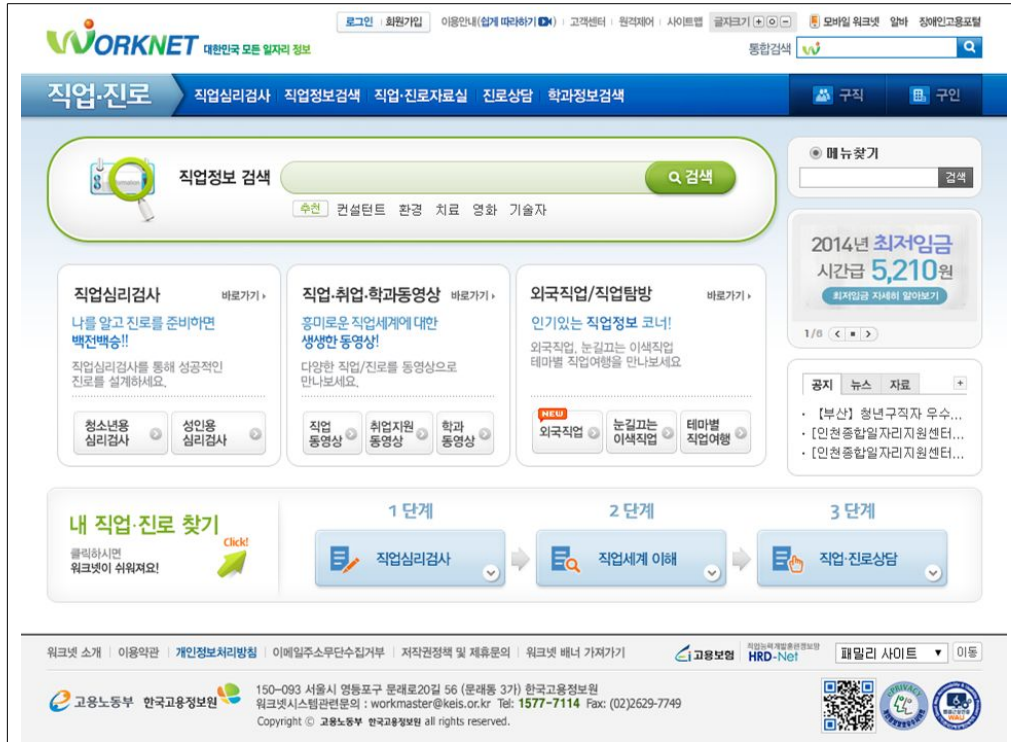 로그인 회원가입 이용안내(쉽게 따라하기) 고객센터 원격제어 사이트맵 글자크기 모바일 워크넷 알바 장애인고용포털
WORKNET 대한민국 모든 일자리 정보
통합검색
직업·진로 직업심리검사 직업정보검색 직업·진로자료실 진로상담 학과정보검색 구직 구인
직업정보 검색 검색
추천 컨설턴트 환경 치료 영화 기술자
메뉴찾기
검색
2014년 최저임금
시간급 5,210원
최저임금 자세히 알아보기
1/6
직업심리검사 바로가기
나를 알고 진로를 준비하면
백전백승!!
직업심리검사를 통해 성공적인
진로를 설계하세요.
청소년용
심리검사
성인용
심리검사
직업·취업·학과동영상 바로가기
흥미로운 직업세계에 대한
생생한 동영상!
다양한 직업/진로를 동영상으로
만나보세요.
직업
동영상
취업지원
동영상
학과
동영상
외국직업/직업탐방 바로가기
인기있는 직업정보 코너!
외국직업, 눈길끄는 이색직업
테마별 직업여행을 만나보세요
NEW
외국직업
눈길끄는
이색직업
테마별
직업여행
공지 뉴스 자료 +
· 【부산】청년구직자 우수...
· [인천종합일자리지원센터...
· [인천종합일자리지원센터...
내 직업·진로 찾기
Click!
클릭하시면
워크넷이 쉬워져요!
1 단계
직업심리검사
2 단계
직업세계 이해
3 단계
직업·진로상담
워크넷 소개 이용약관 개인정보처리방침 이메일주소무단수집거부 저작권정책 및 제휴문의 워크넷 배너 가져가기
고용보험 HRD-Net 패밀리 사이트 이동
고용노동부 한국고용정보원
150-093 서울시 영등포구 문래로20길 56 (문래동 3가) 한국고용정보원
워크넷시스템관련문의 : workmaster@keis.or.kr Tel: 1577-7114 Fax: (02)2629-7749
Copyright ⓒ 고용노동부 한국고용정보원 all rights reserved.